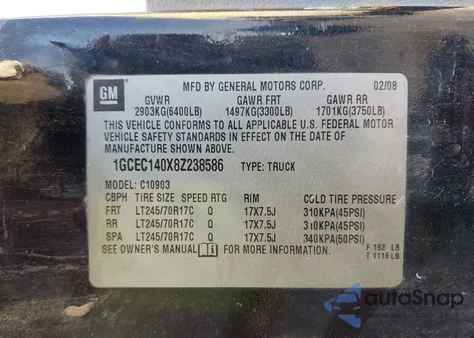 GM
MFD BY GENERAL MOTORS CORP. 02/08
GVWR GAWR FRT GAWR RR
2903KG(6400LB) 1497KG(3300LB) 1701KG(3750LB)
THIS VEHICLE CONFORMS TO ALL APPLICABLE U.S. FEDERAL MOTOR
VEHICLE SAFETY STANDARDS IN EFFECT ON THE DATE OF
MANUFACTURE SHOWN ABOVE.
1GCEC140X8Z238586 TYPE: TRUCK
MODEL: C10903
CBPH TIRE SIZE SPEED RTG RIM COLD TIRE PRESSURE
FRT LT245/70R17C Q 17X7.5J 310KPA(45PSI)
RR LT245/70R17C Q 17X7.5J 310KPA(45PSI)
SPA LT245/70R17C Q 17X7.5J 340KPA(50PSI)
SEE OWNER'S MANUAL i FOR MORE INFORMATION
F 192 LB
T 1116 LB
autoSnap